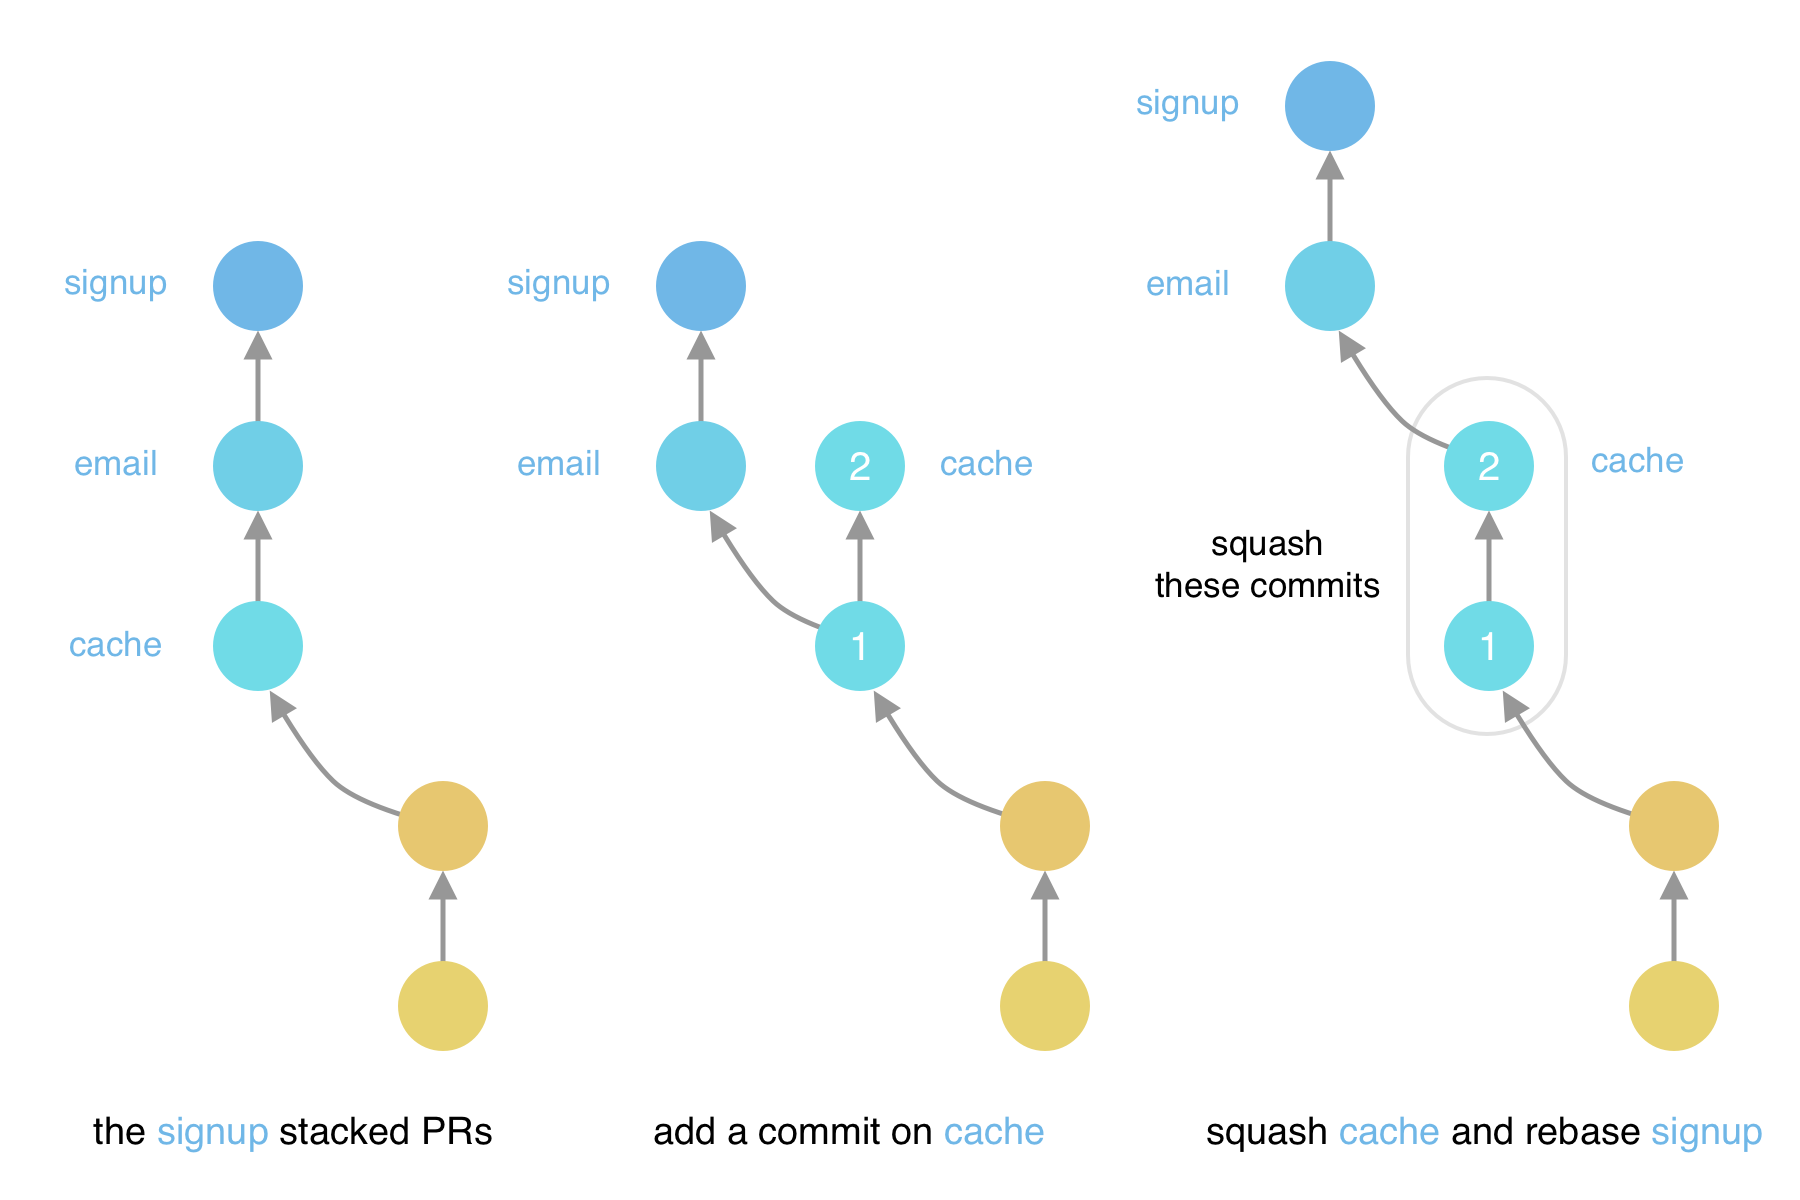 signup
email
cache
the signup stacked PRs
signup
email
2
cache
1
add a commit on cache
signup
email
2
cache
squash
these commits
1
squash cache and rebase signup